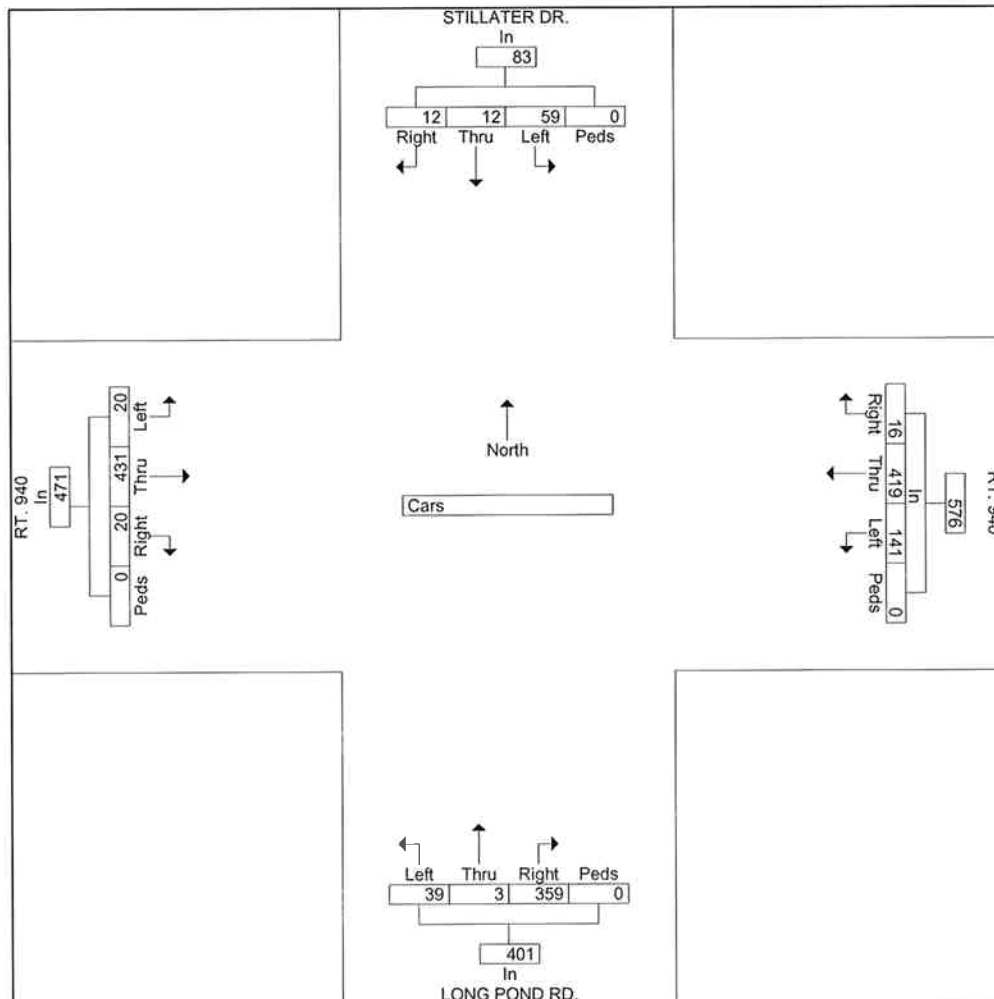 STILLATER DR.
In
83
12 12 59 0
Right Thru Left Peds
RT. 940
In
471
20 431 20 0
Left Thru Right Peds
North
Cars
Right Thru Left Peds
16 419 141 0
In
576
RT. 940
Left Thru Right Peds
39 3 359 0
401
In
LONG POND RD.